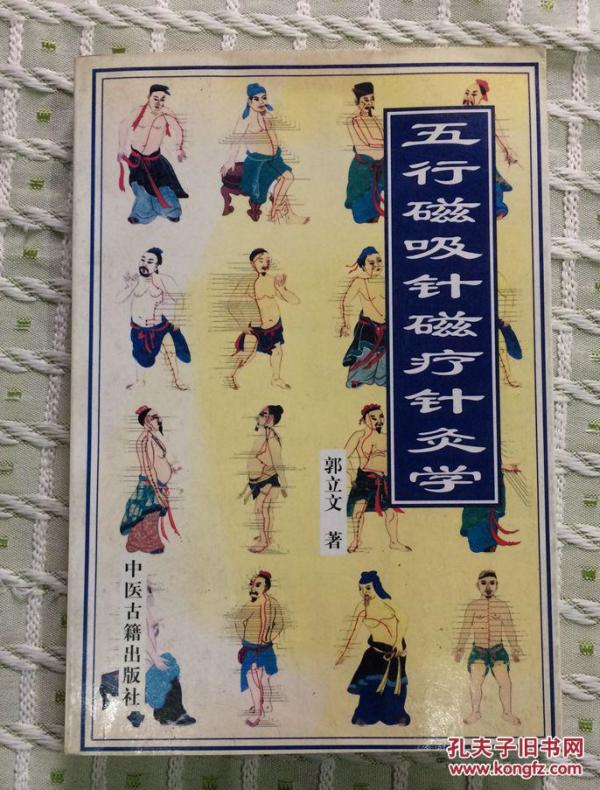 五行磁吸针磁疗针灸学
郭立文 著
中医古籍出版社
孔夫子旧书网
www.kongfz.com